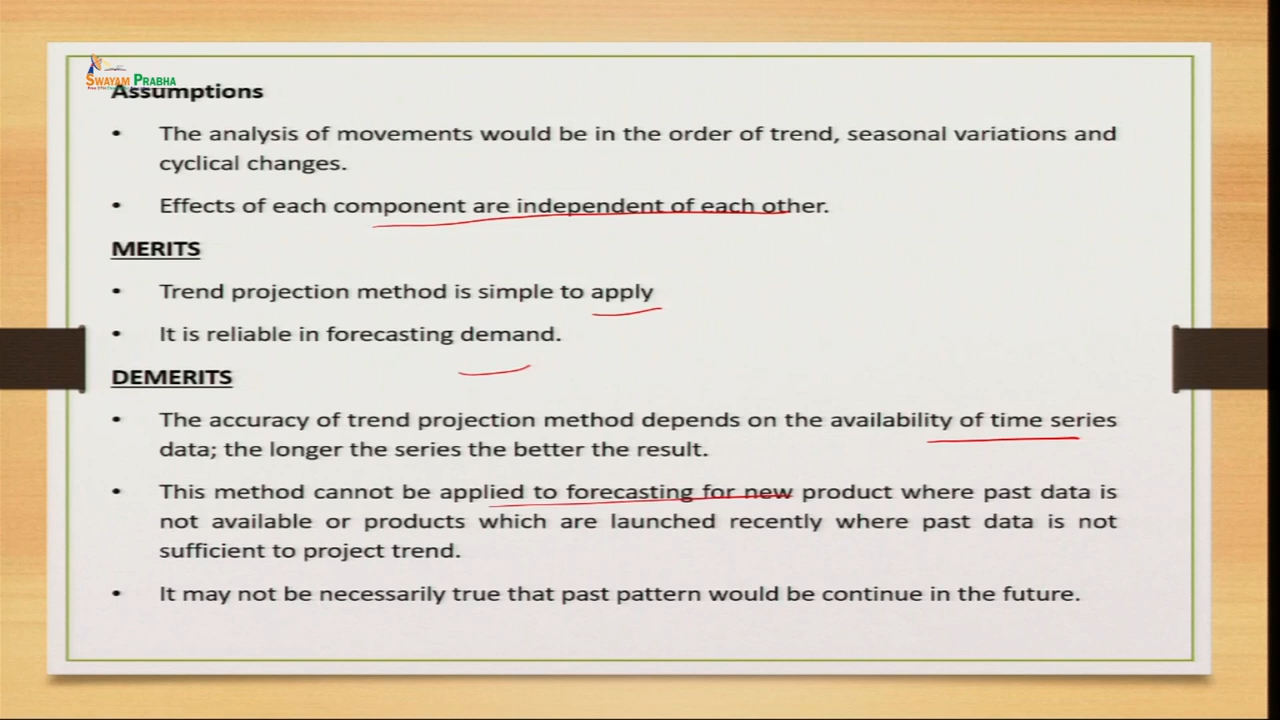 SWAYAM PRABHA
Assumptions
• The analysis of movements would be in the order of trend, seasonal variations and
cyclical changes.
• Effects of each component are independent of each other.
MERITS
• Trend projection method is simple to apply
• It is reliable in forecasting demand.
DEMERITS
• The accuracy of trend projection method depends on the availability of time series
data; the longer the series the better the result.
• This method cannot be applied to forecasting for new product where past data is
not available or products which are launched recently where past data is not
sufficient to project trend.
• It may not be necessarily true that past pattern would be continue in the future.